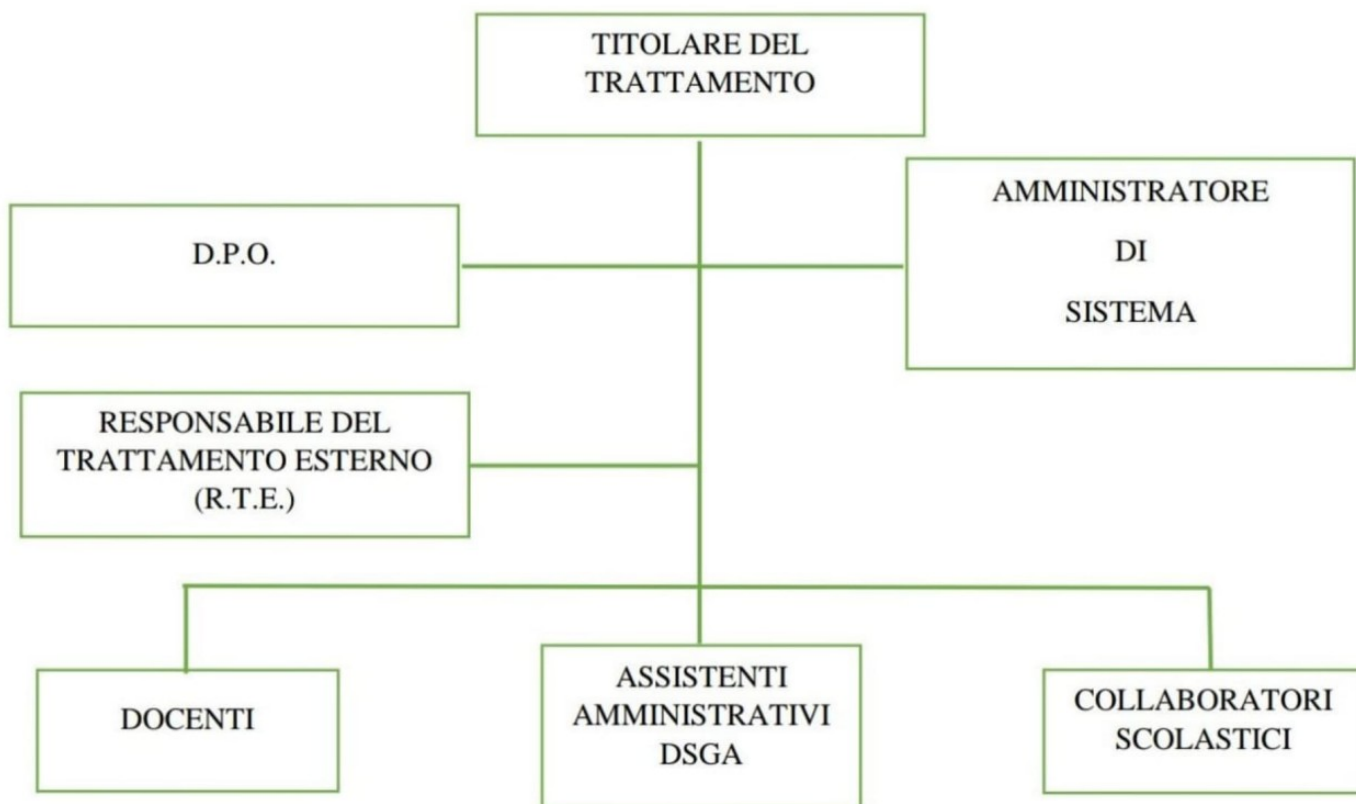 TITOLARE DEL
TRATTAMENTO
D.P.O.
AMMINISTRATORE
DI
SISTEMA
RESPONSABILE DEL
TRATTAMENTO ESTERNO
(R.T.E.)
DOCENTI
ASSISTENTI
AMMINISTRATIVI
DSGA
COLLABORATORI
SCOLASTICI